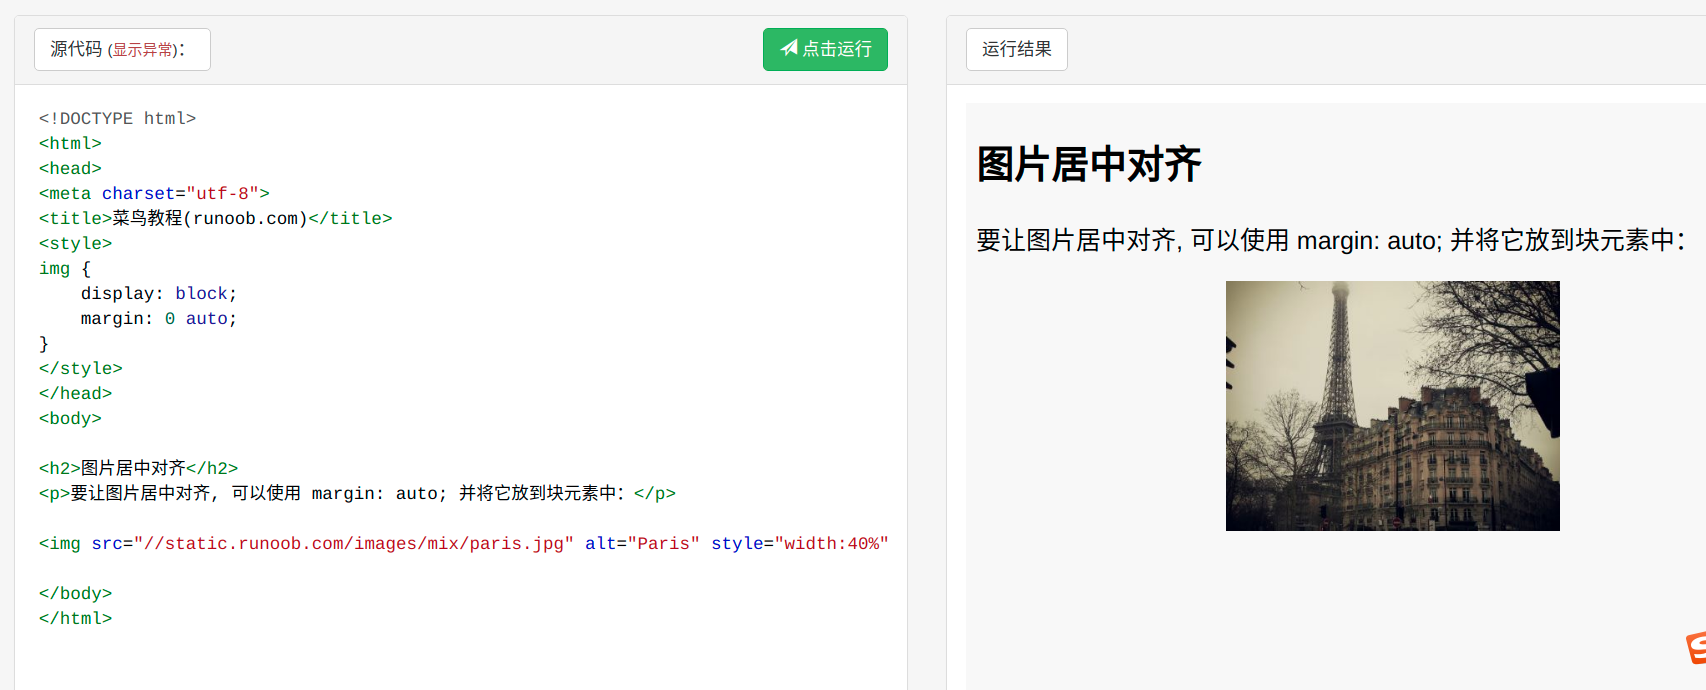 源代码 (显示异常)：
点击运行
<!DOCTYPE html>
<html>
<head>
<meta charset="utf-8">
<title>菜鸟教程(runoob.com)</title>
<style>
img {
    display: block;
    margin: 0 auto;
}
</style>
</head>
<body>
<h2>图片居中对齐</h2>
<p>要让图片居中对齐, 可以使用 margin: auto; 并将它放到块元素中：</p>
<img src="//static.runoob.com/images/mix/paris.jpg" alt="Paris" style="width:40%"
</body>
</html>
运行结果
图片居中对齐
要让图片居中对齐, 可以使用 margin: auto; 并将它放到块元素中：